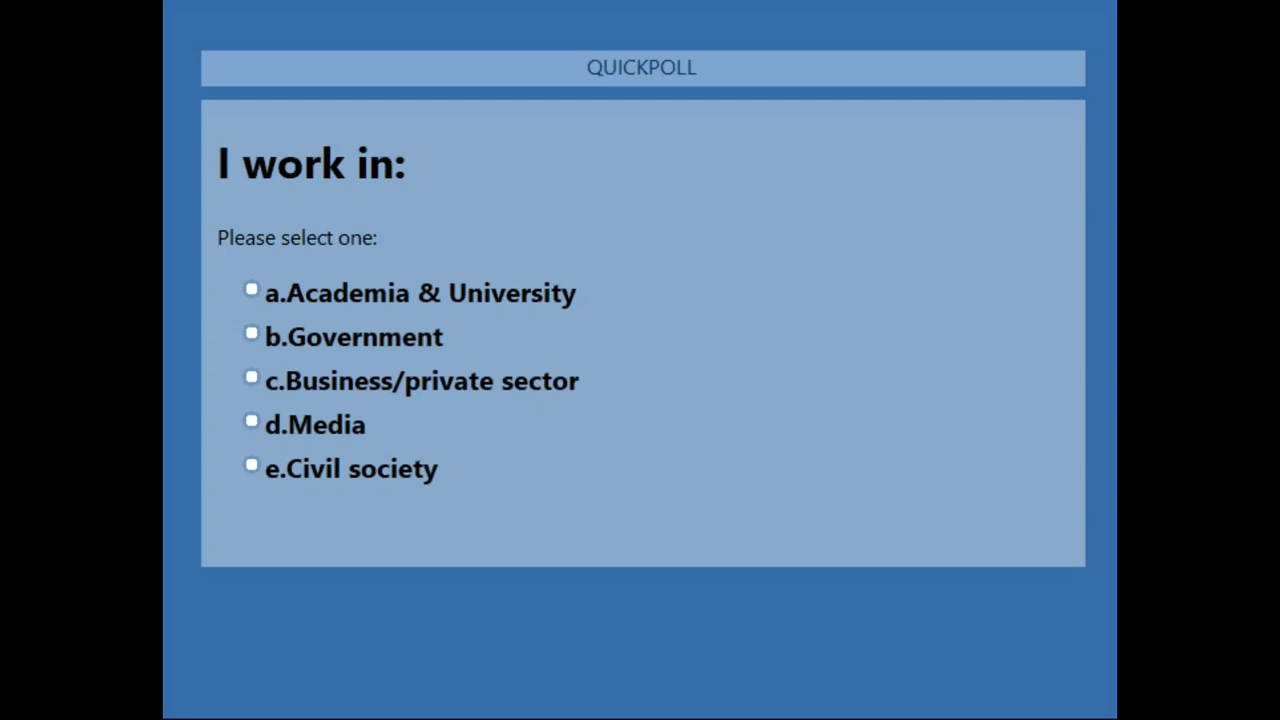 QUICKPOLL
I work in:
Please select one:
a.Academia & University
b.Government
c.Business/private sector
d.Media
e.Civil society